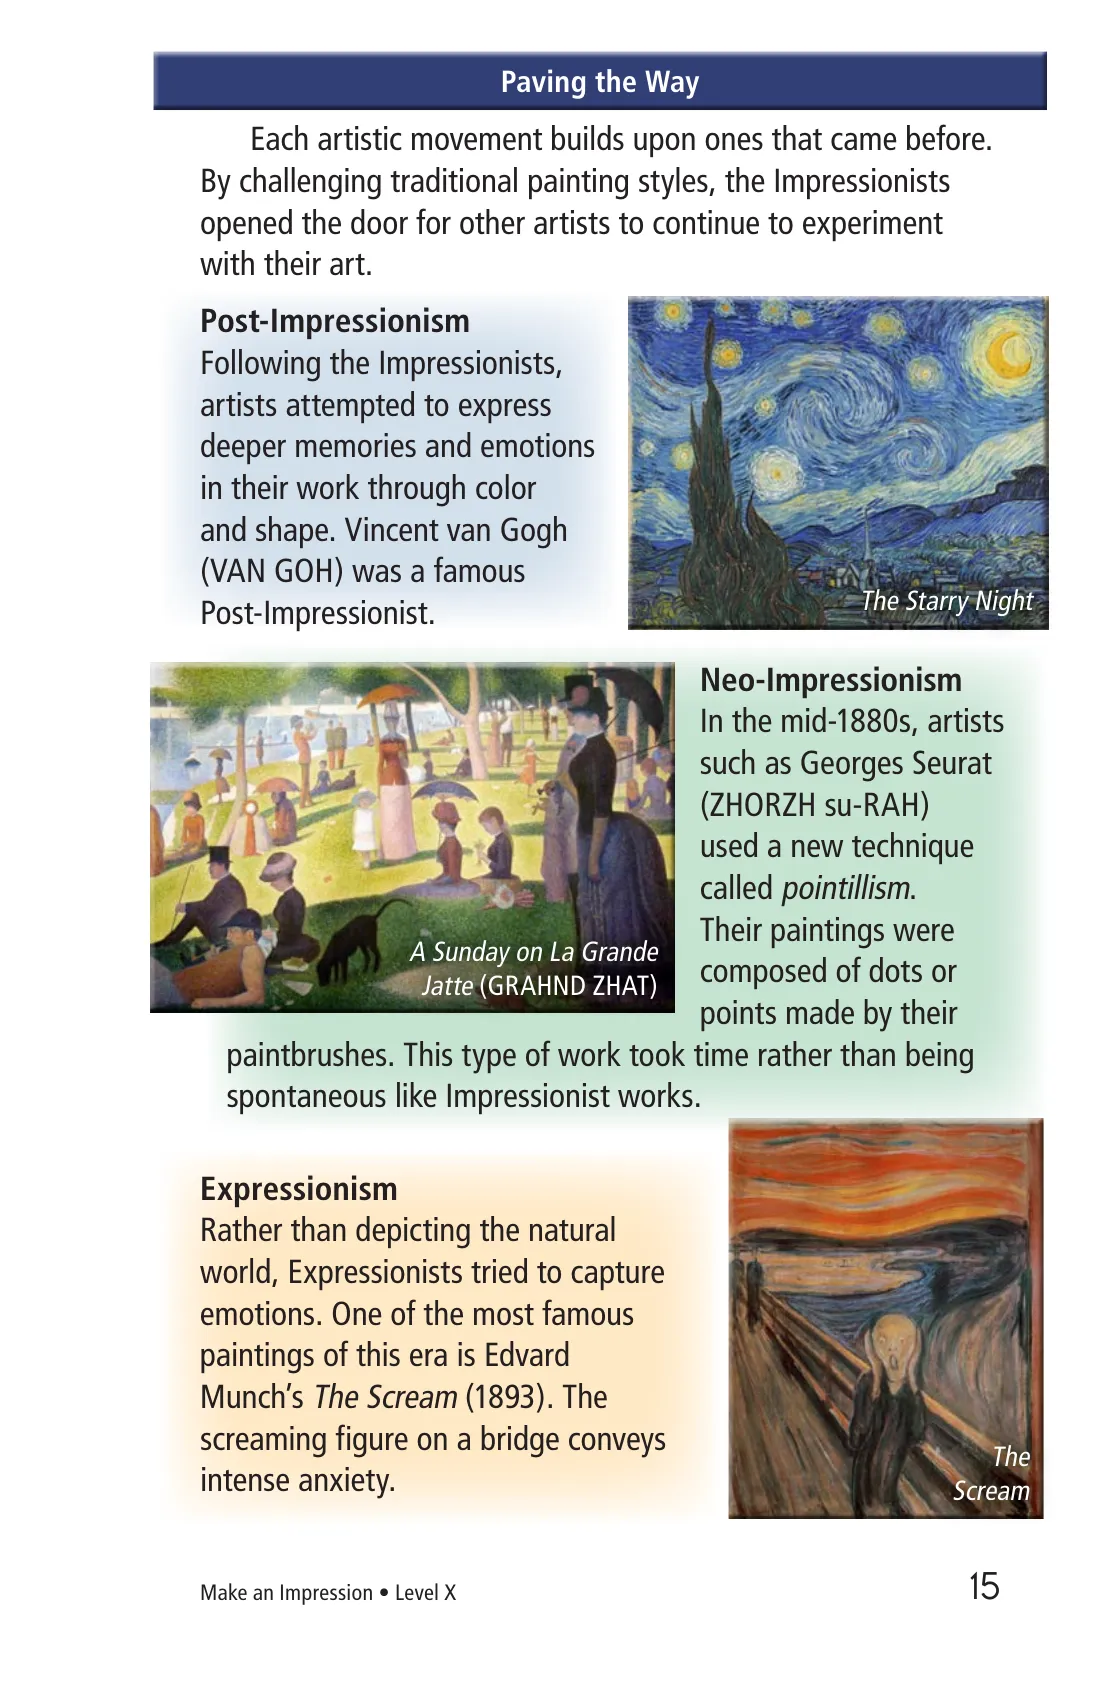 Paving the Way
Each artistic movement builds upon ones that came before.
By challenging traditional painting styles, the Impressionists
opened the door for other artists to continue to experiment
with their art.
Post-Impressionism
Following the Impressionists,
artists attempted to express
deeper memories and emotions
in their work through color
and shape. Vincent van Gogh
(VAN GOH) was a famous
Post-Impressionist.
The Starry Night
Neo-Impressionism
In the mid-1880s, artists
such as Georges Seurat
(ZHORZH su-RAH)
used a new technique
called pointillism.
Their paintings were
composed of dots or
points made by their
paintbrushes. This type of work took time rather than being
spontaneous like Impressionist works.
A Sunday on La Grande
Jatte (GRAHND ZHAT)
Expressionism
Rather than depicting the natural
world, Expressionists tried to capture
emotions. One of the most famous
paintings of this era is Edvard
Munch’s The Scream (1893). The
screaming figure on a bridge conveys
intense anxiety.
The
Scream
Make an Impression • Level X
15